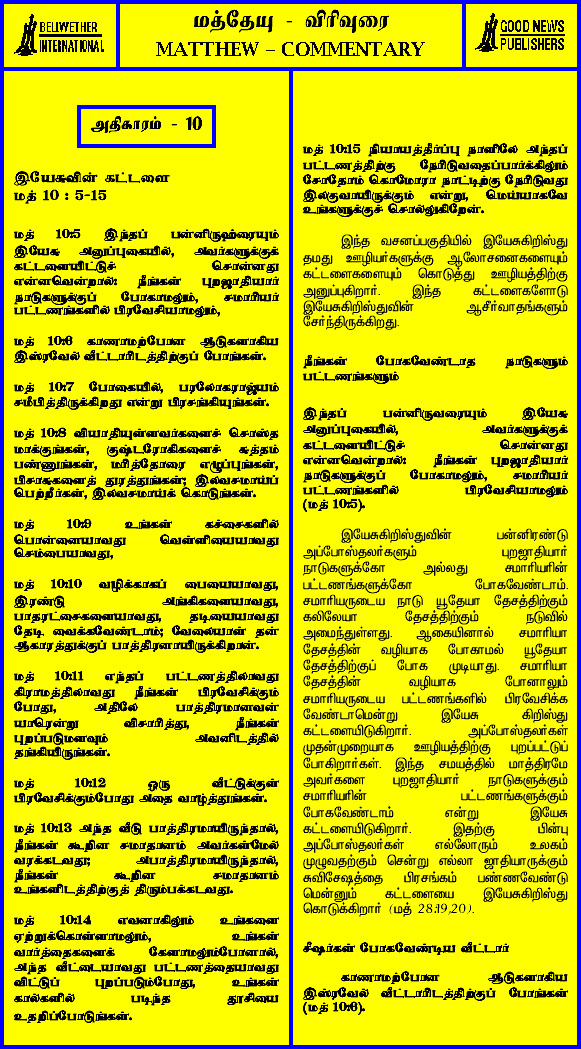 BELLWETHER
INTERNATIONAL
மத்தேயு - விரிவுரை
MATTHEW – COMMENTARY
GOOD NEWS
PUBLISHERS
அதிகாரம் - 10
இயேசுவின் கட்டளை
மத் 10 : 5-15
மத் 10:5 இந்தப் பன்னிருவரையும்
இயேசு அனுப்புகையில், அவர்களுக்குக்
கட்டளையிட்டுச் சொன்னது
என்னவென்றால்: நீங்கள் புறஜாதியார்
நாடுகளுக்குப் போகாமலும், சமாரியர்
பட்டணங்களில் பிரவேசியாமலும்,
மத் 10:6 காணாமற்போன ஆடுகளாகிய
இஸ்ரவேல் வீட்டாரிடத்திற்குப் போங்கள்.
மத் 10:7 போகையில், பரலோகராஜ்யம்
சமீபித்திருக்கிறது என்று பிரசங்கியுங்கள்.
மத் 10:8 வியாதியுள்ளவர்களைச் சொஸ்த
மாக்குங்கள், குஷ்டரோகிகளைச் சுத்தம்
பண்ணுங்கள், மரித்தோரை எழுப்புங்கள்,
பிசாசுகளைத் துரத்துங்கள்; இலவசமாய்ப்
பெற்றீர்கள், இலவசமாய்க் கொடுங்கள்.
மத் 10:9 உங்கள் கச்சைகளில்
பொன்னையாவது வெள்ளியையாவது
செம்பையாவது,
மத் 10:10 வழிக்காகப் பையையாவது,
இரண்டு அங்கிகளையாவது,
பாதரட்சைகளையாவது, தடியையாவது
தேடி வைக்கவேண்டாம்; வேலையாள் தன்
ஆகாரத்துக்குப் பாத்திரனாயிருக்கிறான்.
மத் 10:11 எந்தப் பட்டணத்திலாவது
கிராமத்திலாவது நீங்கள் பிரவேசிக்கும்
போது, அதிலே பாத்திரமானவன்
யாரென்று விசாரித்து, நீங்கள்
புறப்படுமளவும் அவனிடத்தில்
தங்கியிருங்கள்.
மத் 10:12 ஒரு வீட்டுக்குள்
பிரவேசிக்கும்போது அதை வாழ்த்துங்கள்.
மத் 10:13 அந்த வீடு பாத்திரமாயிருந்தால்,
நீங்கள் கூறின சமாதானம் அவர்கள்மேல்
வரக்கடவது; அபாத்திரமாயிருந்தால்,
நீங்கள் கூறின சமாதானம்
உங்களிடத்திற்குத் திரும்பக்கடவது.
மத் 10:14 எவனாகிலும் உங்களை
ஏற்றுக்கொள்ளாமலும், உங்கள்
வார்த்தைகளைக் கேளாமலும்போனால்,
அந்த வீட்டையாவது பட்டணத்தையாவது
விட்டுப் புறப்படும்போது, உங்கள்
கால்களில் படிந்த தூசியை
உதறிப்போடுங்கள்.
மத் 10:15 நியாயத்தீர்ப்பு நாளிலே அந்தப்
பட்டணத்திற்கு நேரிடுவதைப்பார்க்கிலும்
சோதோம் கொமோரா நாட்டிற்கு நேரிடுவது
இலகுவாயிருக்கும் என்று, மெய்யாகவே
உங்களுக்குச் சொல்லுகிறேன்.
இந்த வசனப்பகுதியில் இயேசுகிறிஸ்து
தமது ஊழியர்களுக்கு ஆலோசனைகளையும்
கட்டளைகளையும் கொடுத்து ஊழியத்திற்கு
அனுப்புகிறார். இந்த கட்டளைகளோடு
இயேசுகிறிஸ்துவின் ஆசீர்வாதங்களும்
சேர்ந்திருக்கிறது.
நீங்கள் போகவேண்டாத நாடுகளும்
பட்டணங்களும்
இந்தப் பன்னிருவரையும் இயேசு
அனுப்புகையில், அவர்களுக்குக்
கட்டளையிட்டுச் சொன்னது
என்னவென்றால்: நீங்கள் புறஜாதியார்
நாடுகளுக்குப் போகாமலும், சமாரியர்
பட்டணங்களில் பிரவேசியாமலும்
(மத் 10:5).
இயேசுகிறிஸ்துவின் பன்னிரண்டு
அப்போஸ்தலர்களும் புறஜாதியார்
நாடுகளுக்கோ அல்லது சமாரியரின்
பட்டணங்களுக்கோ போகவேண்டாம்.
சமாரியருடைய நாடு யூதேயா தேசத்திற்கும்
கலிலேயா தேசத்திற்கும் நடுவில்
அமைந்துள்ளது. ஆகையினால் சமாரியா
தேசத்தின் வழியாக போகாமல் யூதேயா
தேசத்திற்குப் போக முடியாது. சமாரியா
தேசத்தின் வழியாக போனாலும்
சமாரியருடைய பட்டணங்களில் பிரவேசிக்க
வேண்டாமென்று இயேசு கிறிஸ்து
கட்டளையிடுகிறார். அப்போஸ்தலர்கள்
முதன்முறையாக ஊழியத்திற்கு புறப்பட்டுப்
போகிறார்கள். இந்த சமயத்தில் மாத்திரமே
அவர்களை புறஜாதியார் நாடுகளுக்கும்
சமாரியரின் பட்டணங்களுக்கும்
போகவேண்டாம் என்று இயேசு
கட்டளையிடுகிறார். இதற்கு பின்பு
அப்போஸ்தலர்கள் எல்லோரும் உலகம்
முழுவதற்கும் சென்று எல்லா ஜாதியாருக்கும்
சுவிசேஷத்தை பிரசங்கம் பண்ணவேண்டு
மென்னும் கட்டளையை இயேசுகிறிஸ்து
கொடுக்கிறார் (மத் 28:19,20).
சீஷர்கள் போகவேண்டிய வீட்டார்
காணாமற்போன ஆடுகளாகிய
இஸ்ரவேல் வீட்டாரிடத்திற்குப் போங்கள்
(மத் 10:6).